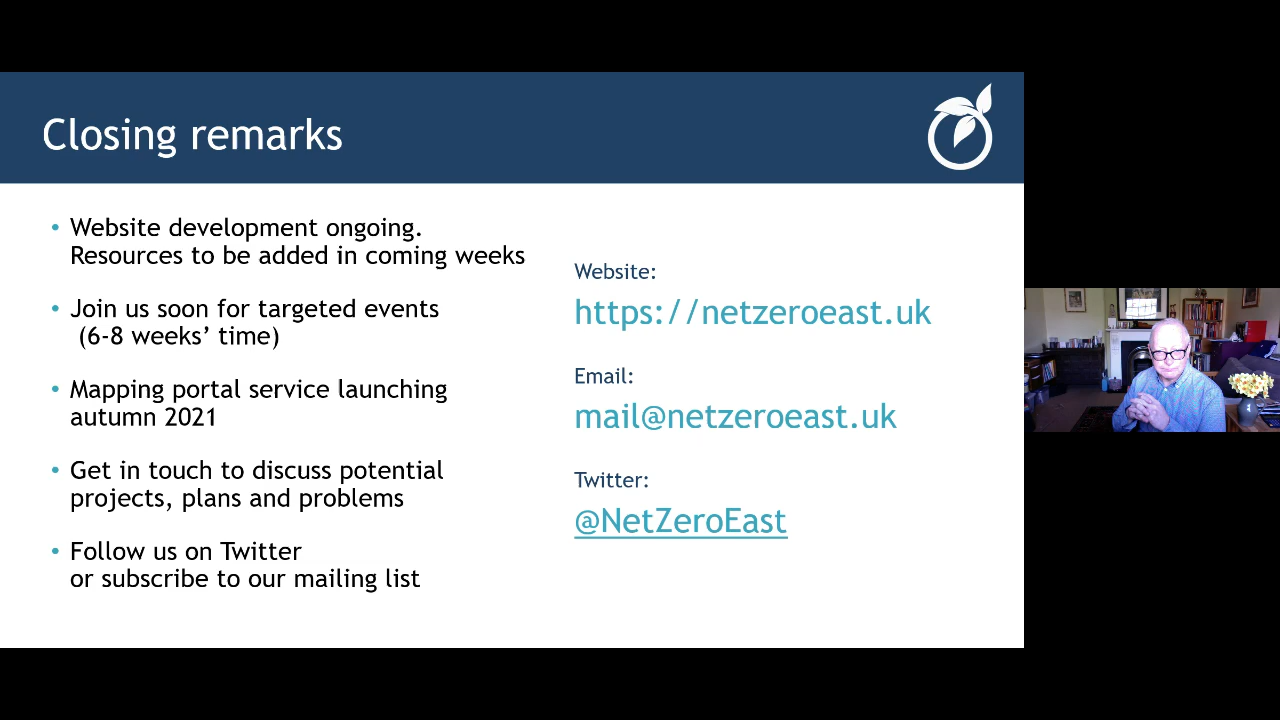 Closing remarks
• Website development ongoing.
Resources to be added in coming weeks
• Join us soon for targeted events
(6-8 weeks’ time)
• Mapping portal service launching
autumn 2021
• Get in touch to discuss potential
projects, plans and problems
• Follow us on Twitter
or subscribe to our mailing list
Website:
https://netzeroeast.uk
Email:
mail@netzeroeast.uk
Twitter:
@NetZeroEast